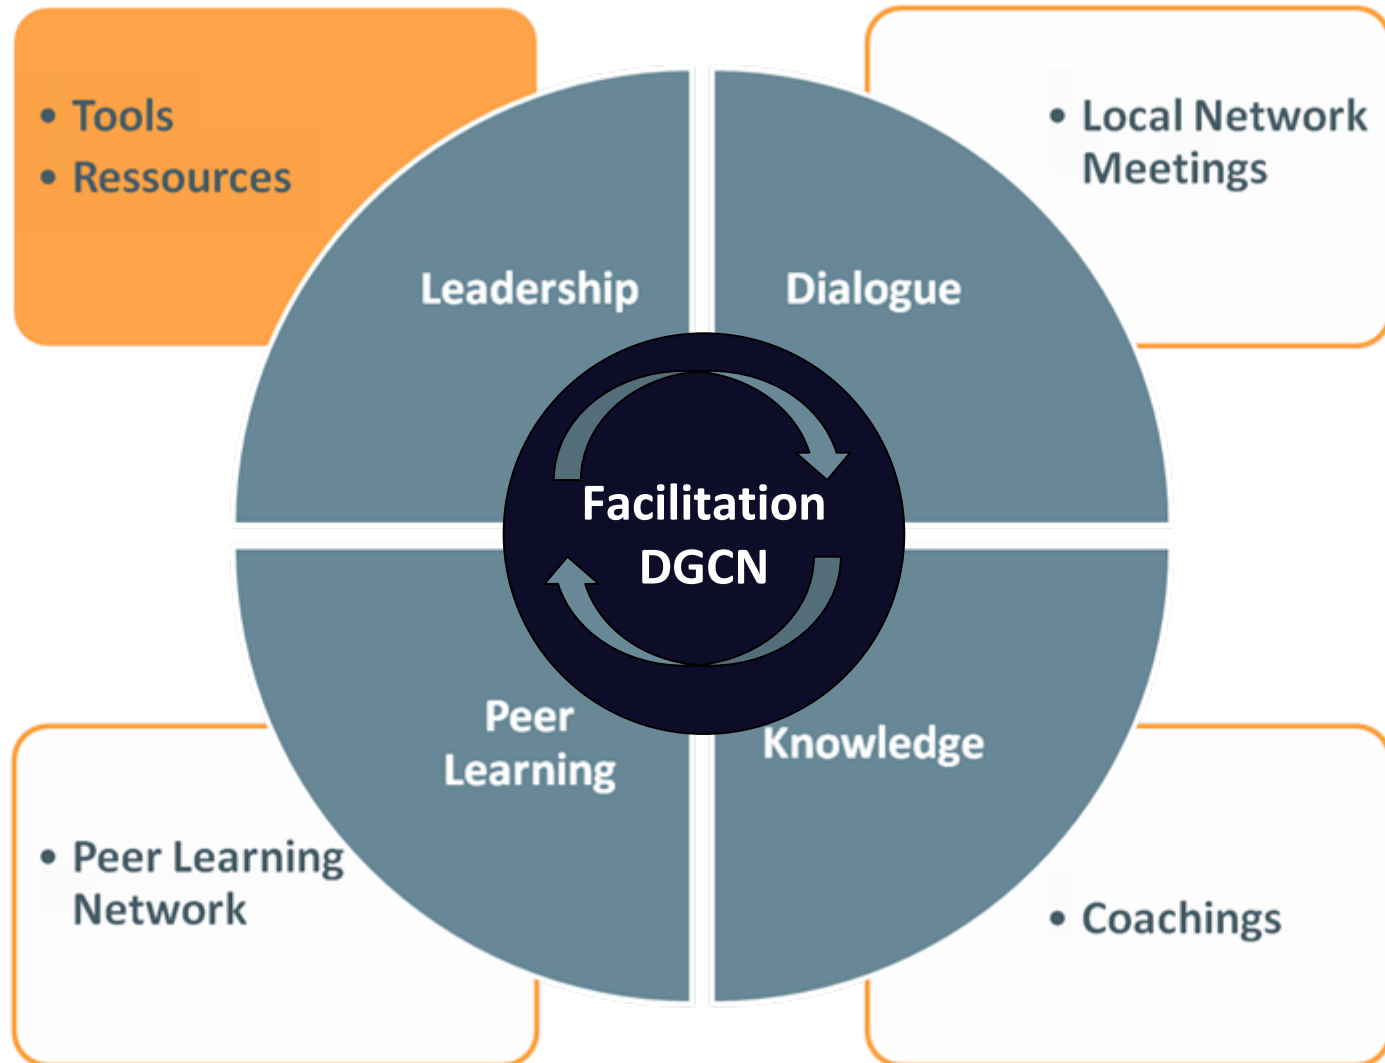 • Tools
• Ressources
• Local Network
Meetings
Leadership
Dialogue
Facilitation
DGCN
Peer
Learning
Knowledge
• Peer Learning
Network
• Coachings